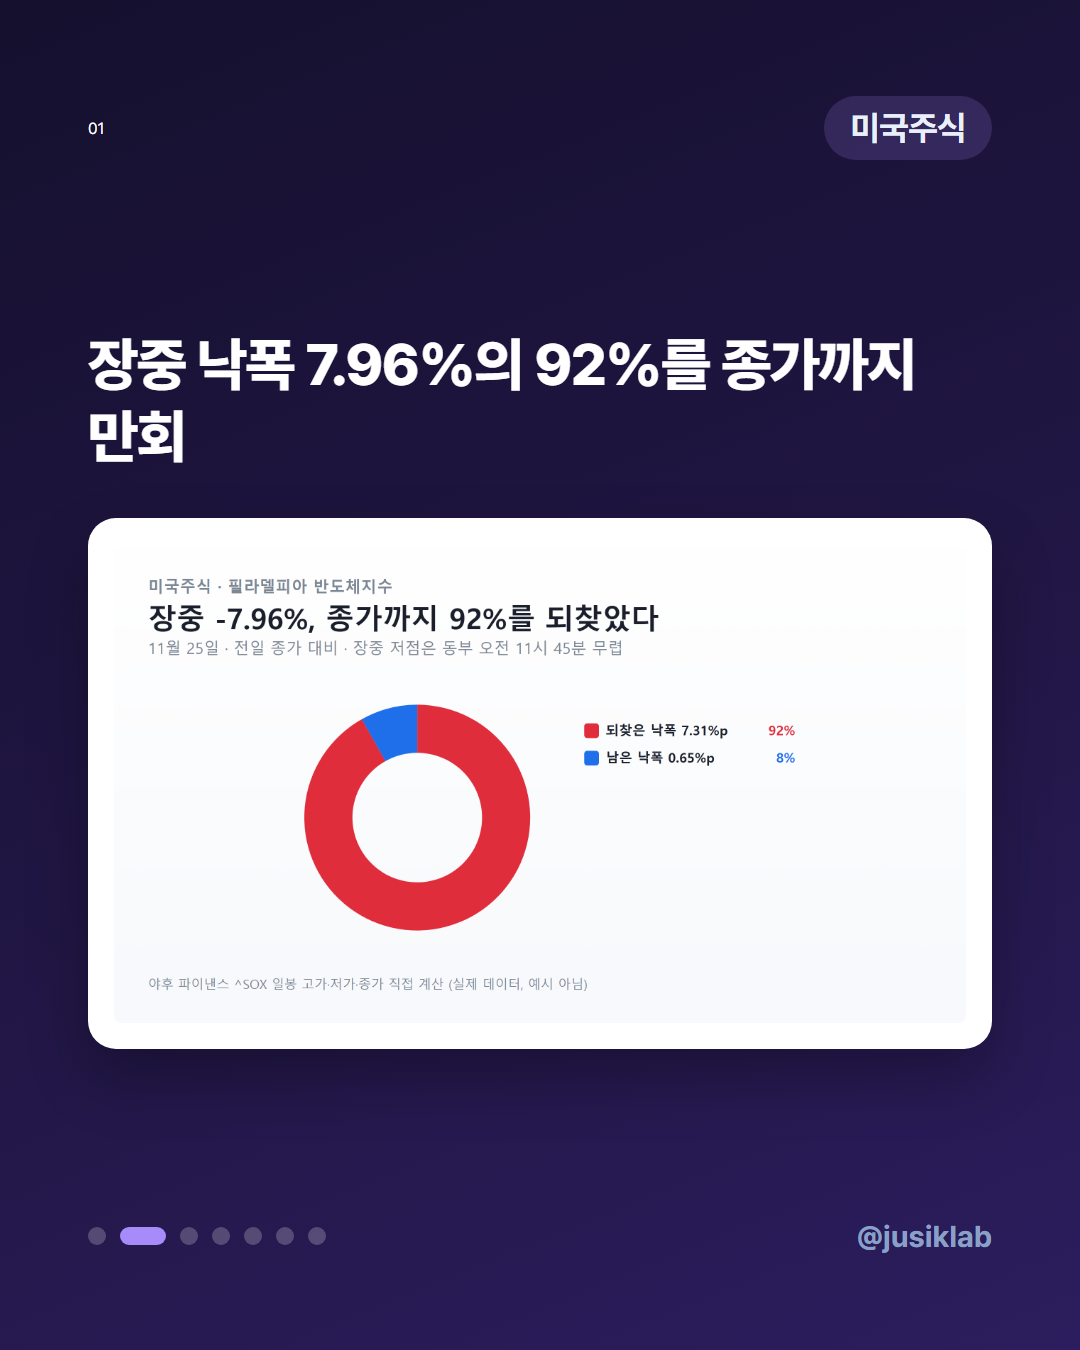 01
미국주식
장중 낙폭 7.96%의 92%를 종가까지
만회
미국주식 · 필라델피아 반도체지수
장중 -7.96%, 종가까지 92%를 되찾았다
11월 25일 · 전일 종가 대비 · 장중 저점은 동부 오전 11시 45분 무렵
되찾은 낙폭 7.31%p 92%
남은 낙폭 0.65%p 8%
야후 파이낸스 ^SOX 일봉 고가·저가·종가 직접 계산 (실제 데이터, 예시 아님)
@jusiklab